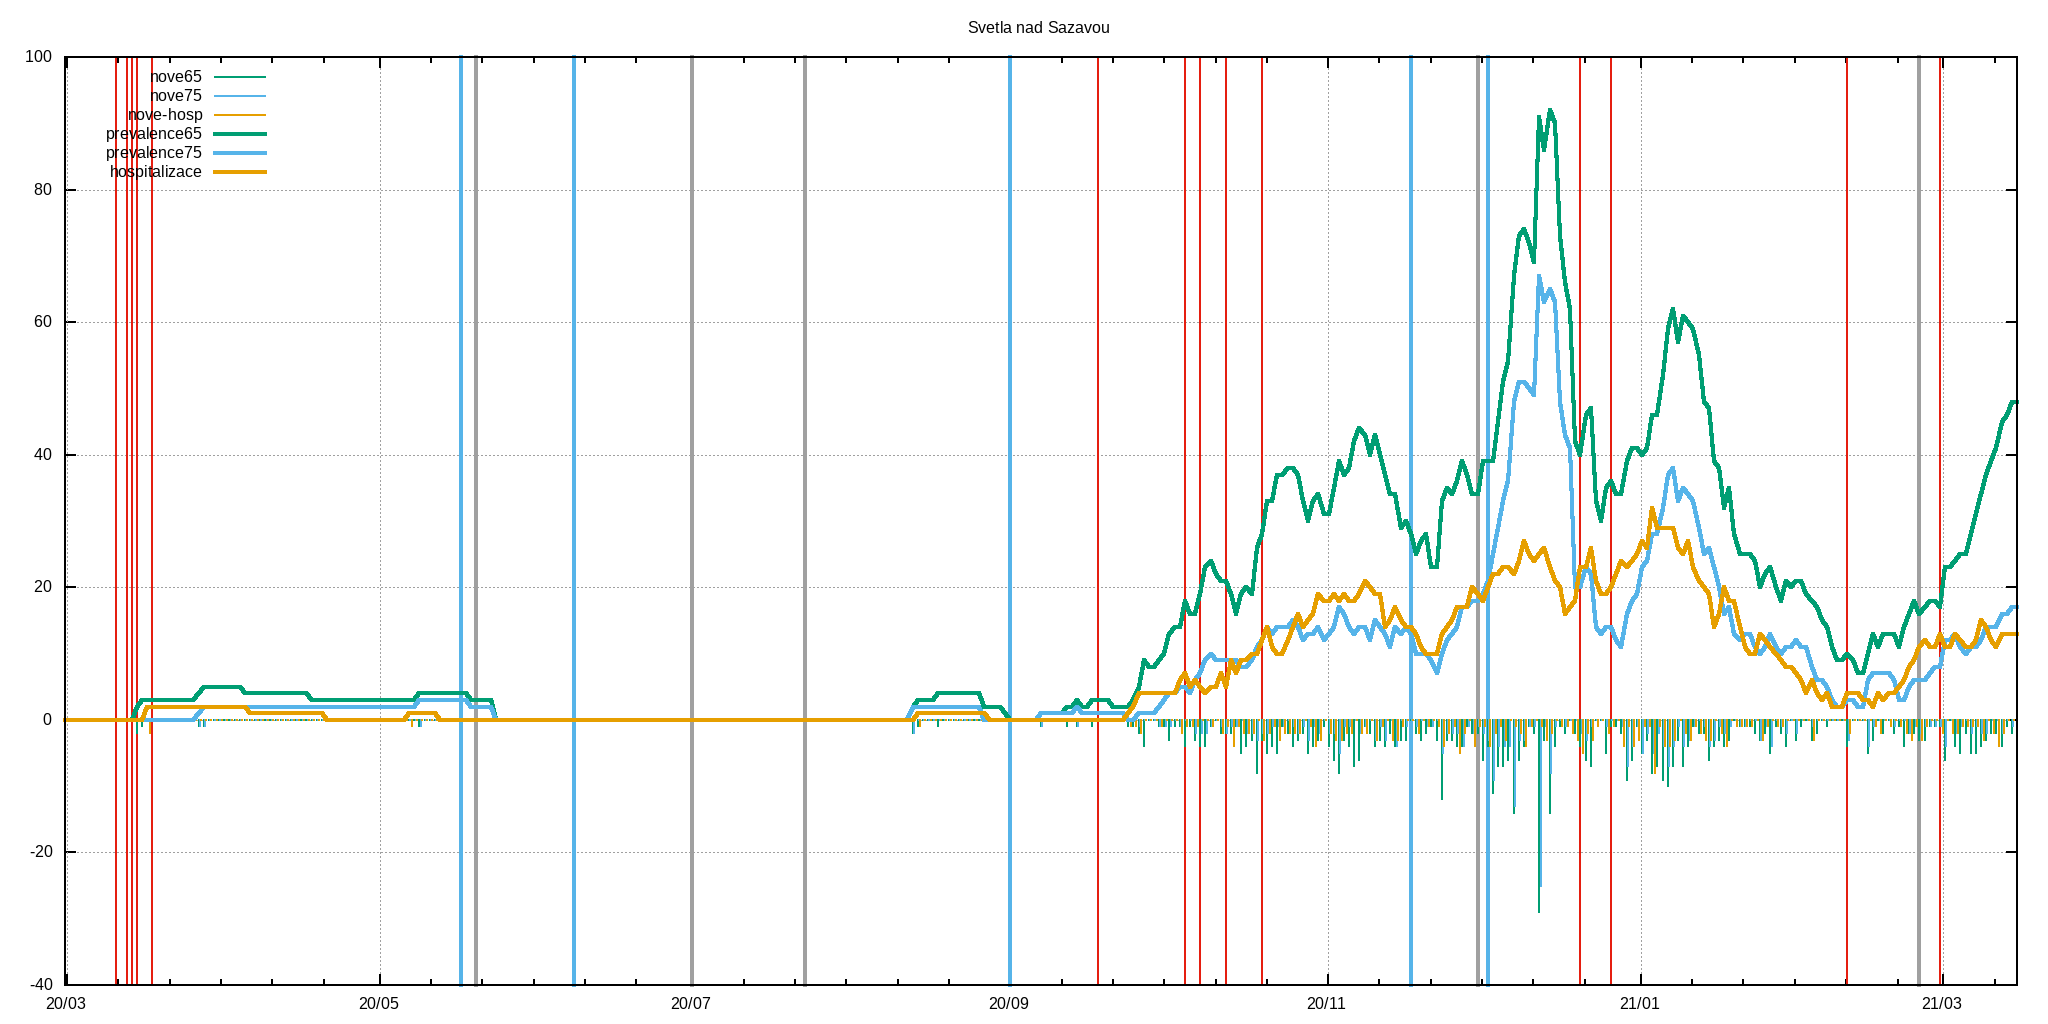 Svetla nad Sazavou
100
80
60
40
20
0
-20
-40
nove65
nove75
nove-hosp
prevalence65
prevalence75
hospitalizace
20/03 20/05 20/07 20/09 20/11 21/01 21/03